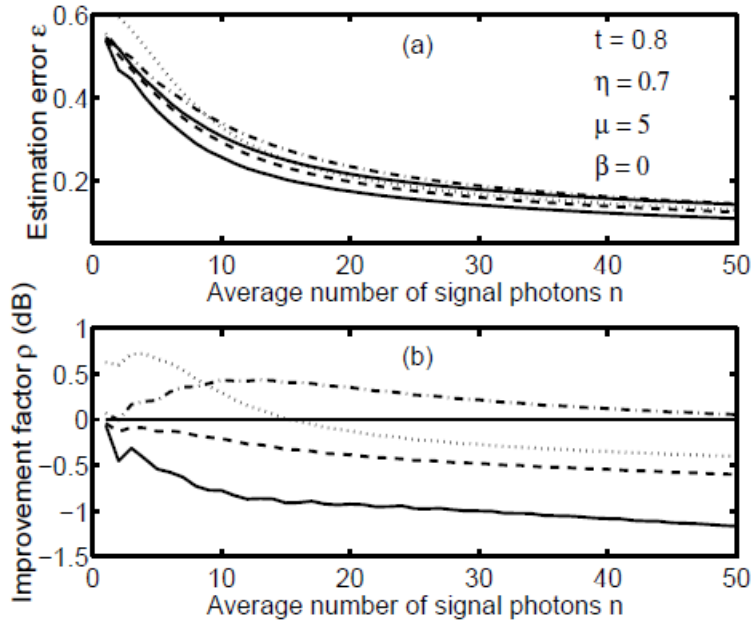 Estimation error ε
0.6
0.4
0.2
(a)
t = 0.8
η = 0.7
μ = 5
β = 0
0
10
20
30
40
50
Average number of signal photons n
Improvement factor ρ (dB)
1
0.5
0
−0.5
−1
−1.5
(b)
0
10
20
30
40
50
Average number of signal photons n